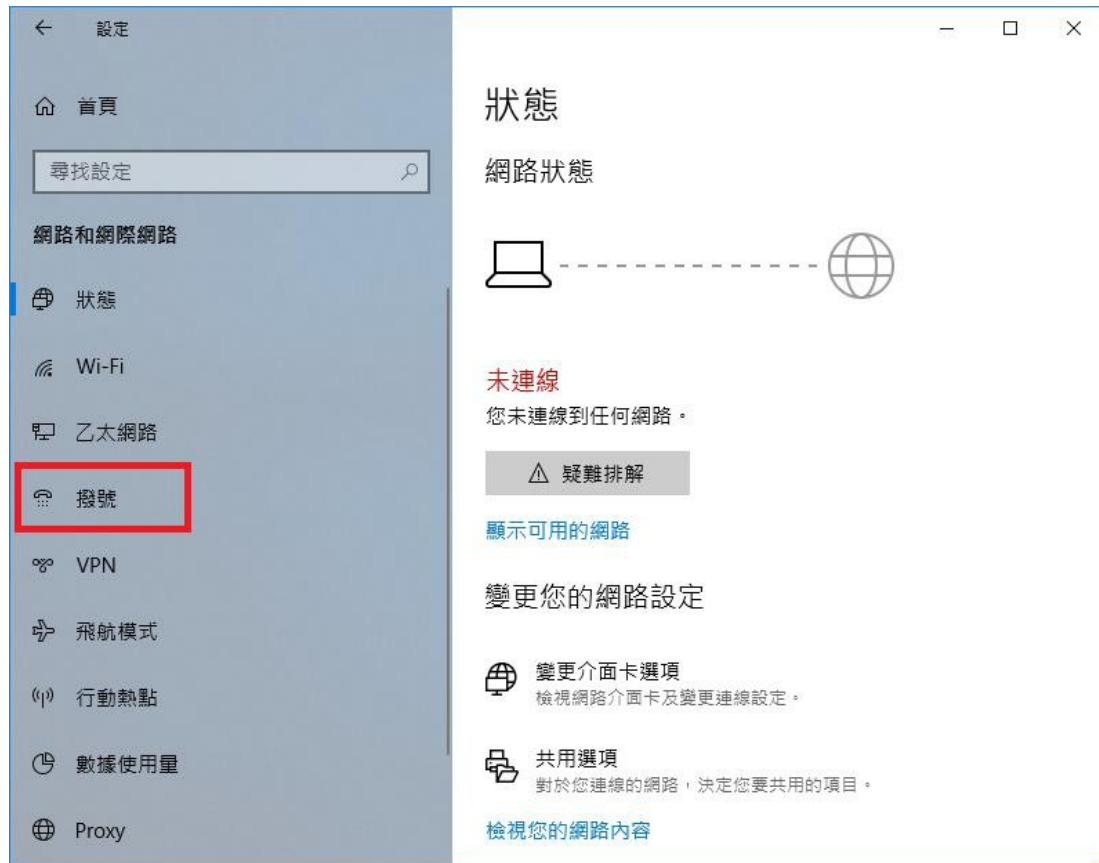 設定
首頁
尋找設定
網路和網際網路
狀態
Wi-Fi
乙太網路
撥號
VPN
飛航模式
行動熱點
數據使用量
Proxy
狀態
網路狀態
未連線
您未連線到任何網路。
疑難排解
顯示可用的網路
變更您的網路設定
變更介面卡選項
檢視網路介面卡及變更連線設定。
共用選項
對於您連線的網路，決定您要共用的項目。
檢視您的網路內容